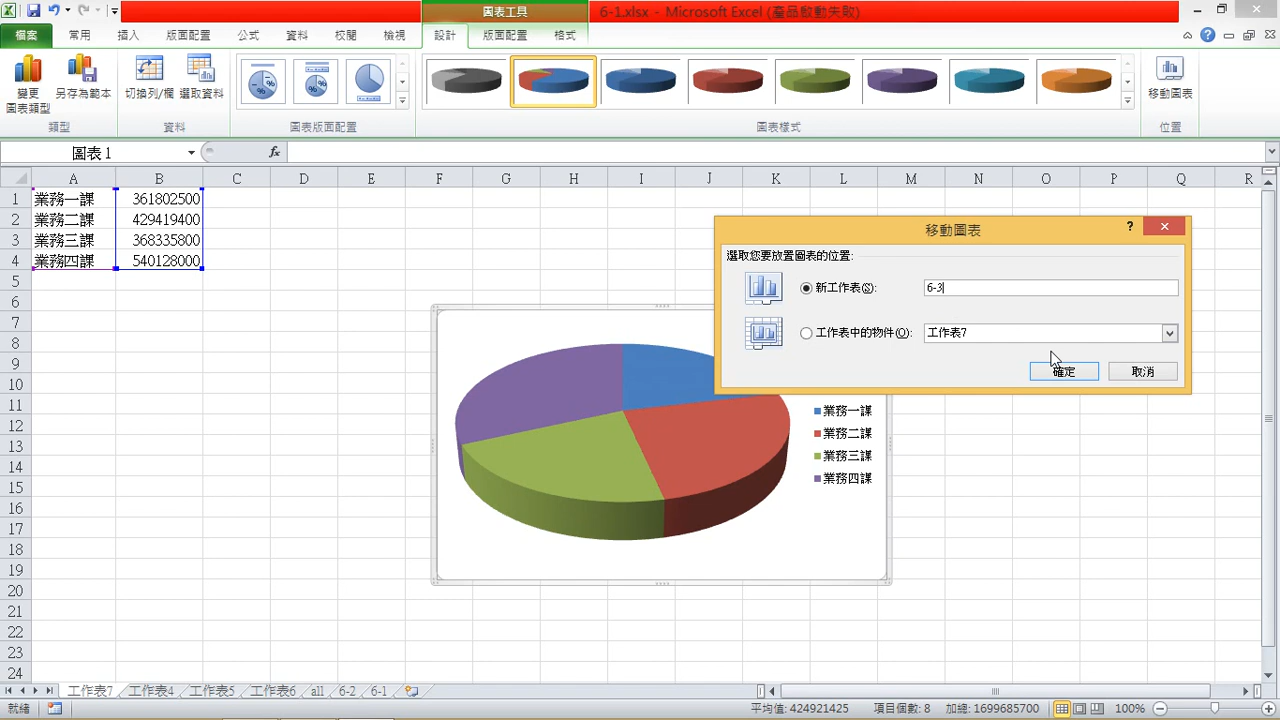 圖表工具
6-1.xlsx - Microsoft Excel (產品啟動失敗)
檔案 常用 插入 版面配置 公式 資料 校閱 檢視 設計 版面配置 格式
變更
圖表類型 另存為範本 切換列/欄 選取資料 移動圖表
類型 資料 圖表版面配置 圖表樣式 位置
圖表 1 fx
A B C D E F G H I J K L M N O P Q R
1 業務一課 361802500
2 業務二課 429419400
3 業務三課 368335800
4 業務四課 540128000
5
6
7
8
9
10
11
12
13
14
15
16
17
18
19
20
21
22
23
24
移動圖表
選取您要放置圖表的位置:
新工作表(S): 6-3
工作表中的物件(O): 工作表7
確定 取消
業務一課
業務二課
業務三課
業務四課
工作表7 工作表4 工作表5 工作表6 all 6-2 6-1
就緒 平均值: 424921425 項目個數: 8 加總: 1699685700 100%